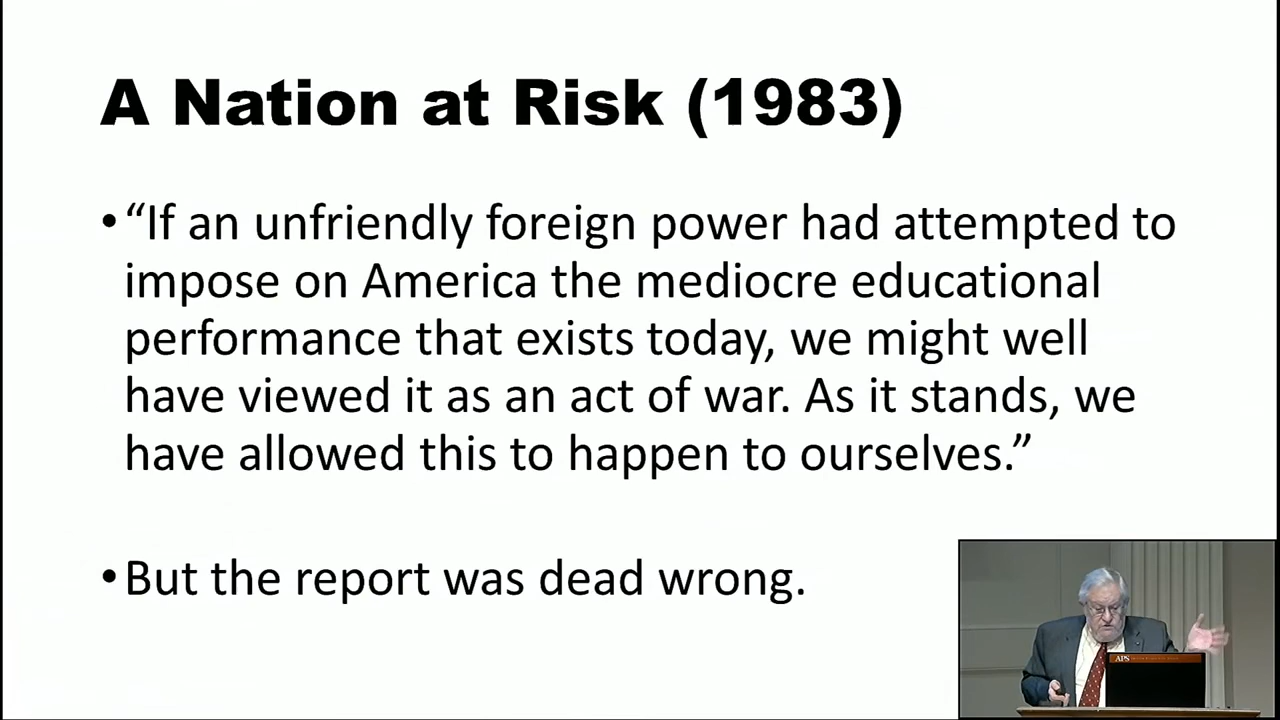 A Nation at Risk (1983)
•“If an unfriendly foreign power had attempted to
impose on America the mediocre educational
performance that exists today, we might well
have viewed it as an act of war. As it stands, we
have allowed this to happen to ourselves.”
•But the report was dead wrong.
APS